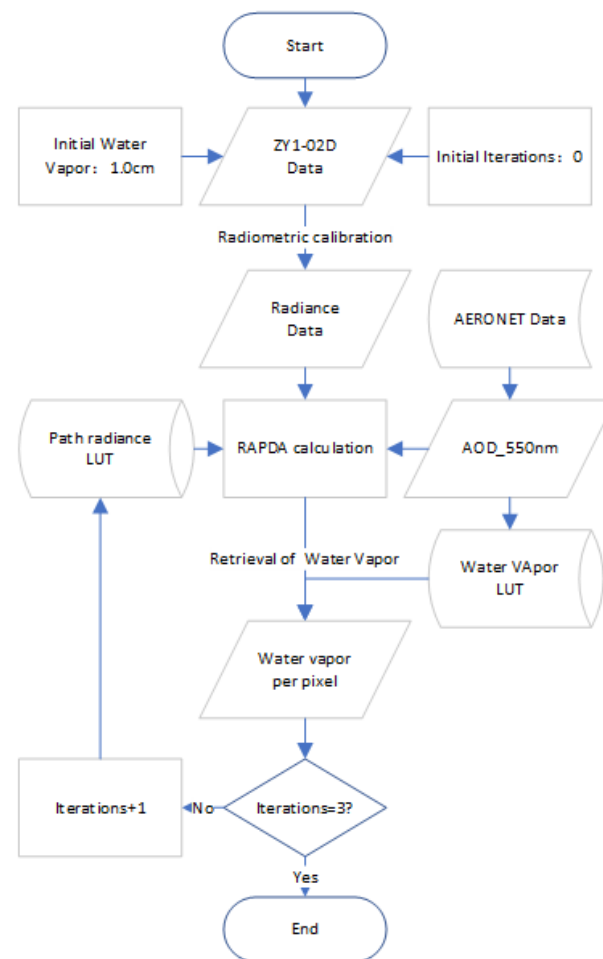 Start
Initial Water
Vapor：1.0cm
ZY1-02D
Data
Initial Iterations：0
Radiometric calibration
Radiance
Data
AERONET Data
Path radiance
LUT
RAPDA calculation
AOD_550nm
Retrieval of Water Vapor
Water VApor
LUT
Water vapor
per pixel
Iterations+1
No
Iterations=3?
Yes
End